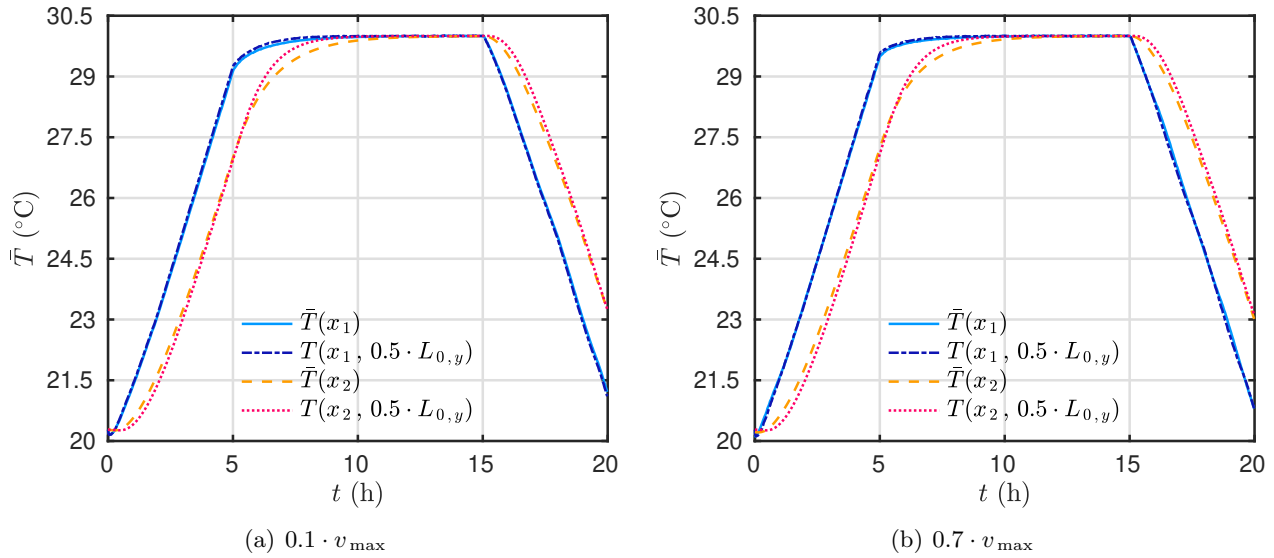 30.5
29
27.5
26
24.5
23
21.5
20
T̄ (°C)
T̄(x₁)
T(x₁, 0.5 · L₀,ᵧ)
T̄(x₂)
T(x₂, 0.5 · L₀,ᵧ)
0 5 10 15 20
t (h)
(a) 0.1 · v_max
30.5
29
27.5
26
24.5
23
21.5
20
T̄ (°C)
T̄(x₁)
T(x₁, 0.5 · L₀,ᵧ)
T̄(x₂)
T(x₂, 0.5 · L₀,ᵧ)
0 5 10 15 20
t (h)
(b) 0.7 · v_max